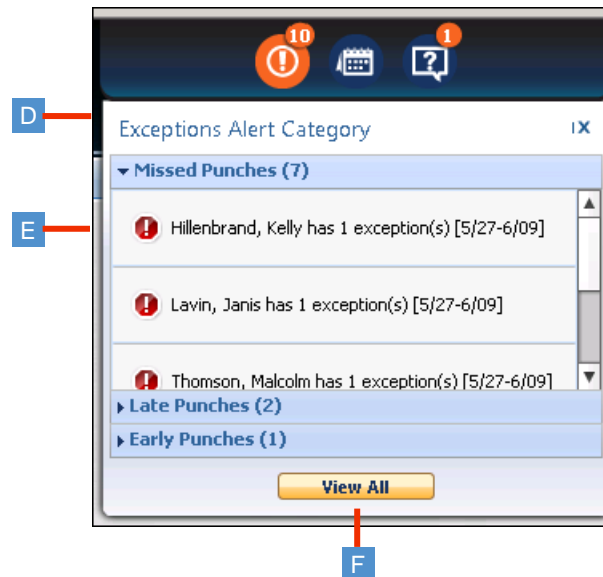 10
1
D
Exceptions Alert Category
X
Missed Punches (7)
E
Hillenbrand, Kelly has 1 exception(s) [5/27-6/09]
Lavin, Janis has 1 exception(s) [5/27-6/09]
Thomson, Malcolm has 1 exception(s) [5/27-6/09]
Late Punches (2)
Early Punches (1)
View All
F